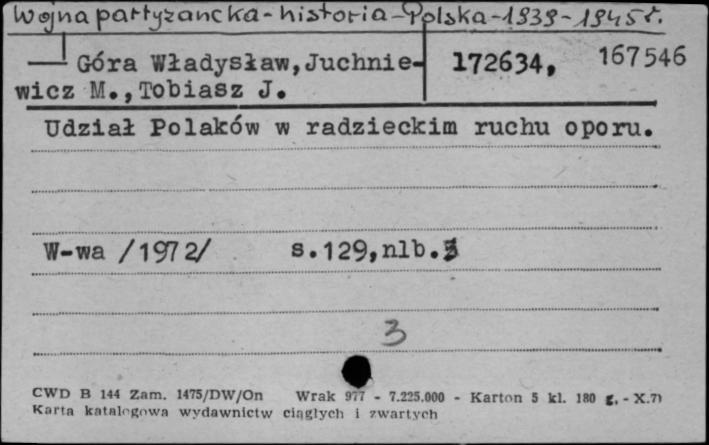 Wojna partyzancka - historia - Polska - 1939 - 1945 r.
Góra Władysław, Juchnie- 172634, 167546
wicz M., Tobiasz J.
Udział Polaków w radzieckim ruchu oporu.
W-wa /1972/ s.129,nlb.
3
CWD B 144 Zam. 1475/DW/On Wrak 977 - 7.225.000 - Karton 5 kl. 180 g. - X.71
Karta katalogowa wydawnictw ciągłych i zwartych